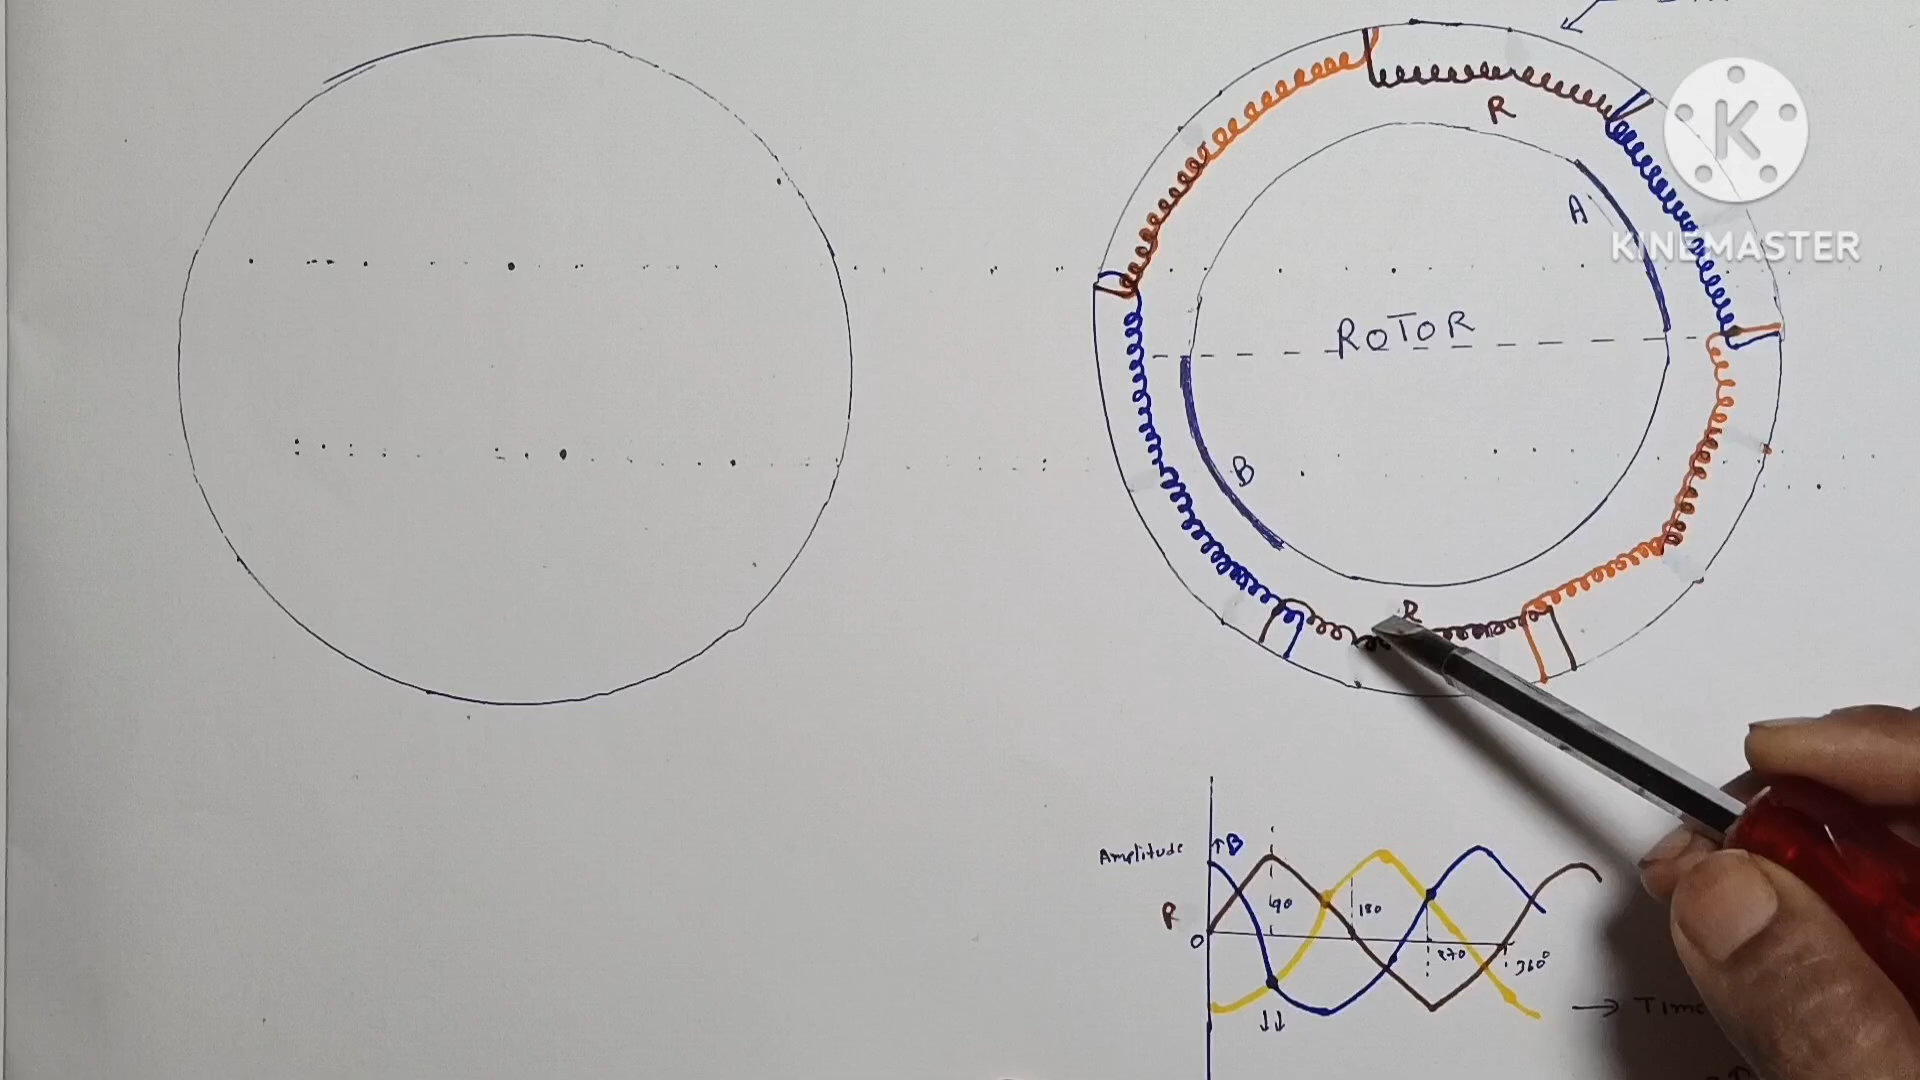 R
K
KINEMASTER
A
ROTOR
B
R
Amplitude
↑B
R
90
180
0
270
360°
→ Time